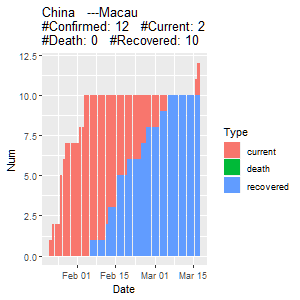 China   ---Macau
#Confirmed: 12   #Current: 2
#Death: 0   #Recovered: 10
12.5
10.0
7.5
5.0
2.5
0.0
Num
Feb 01 Feb 15 Mar 01 Mar 15
Date
Type
current
death
recovered